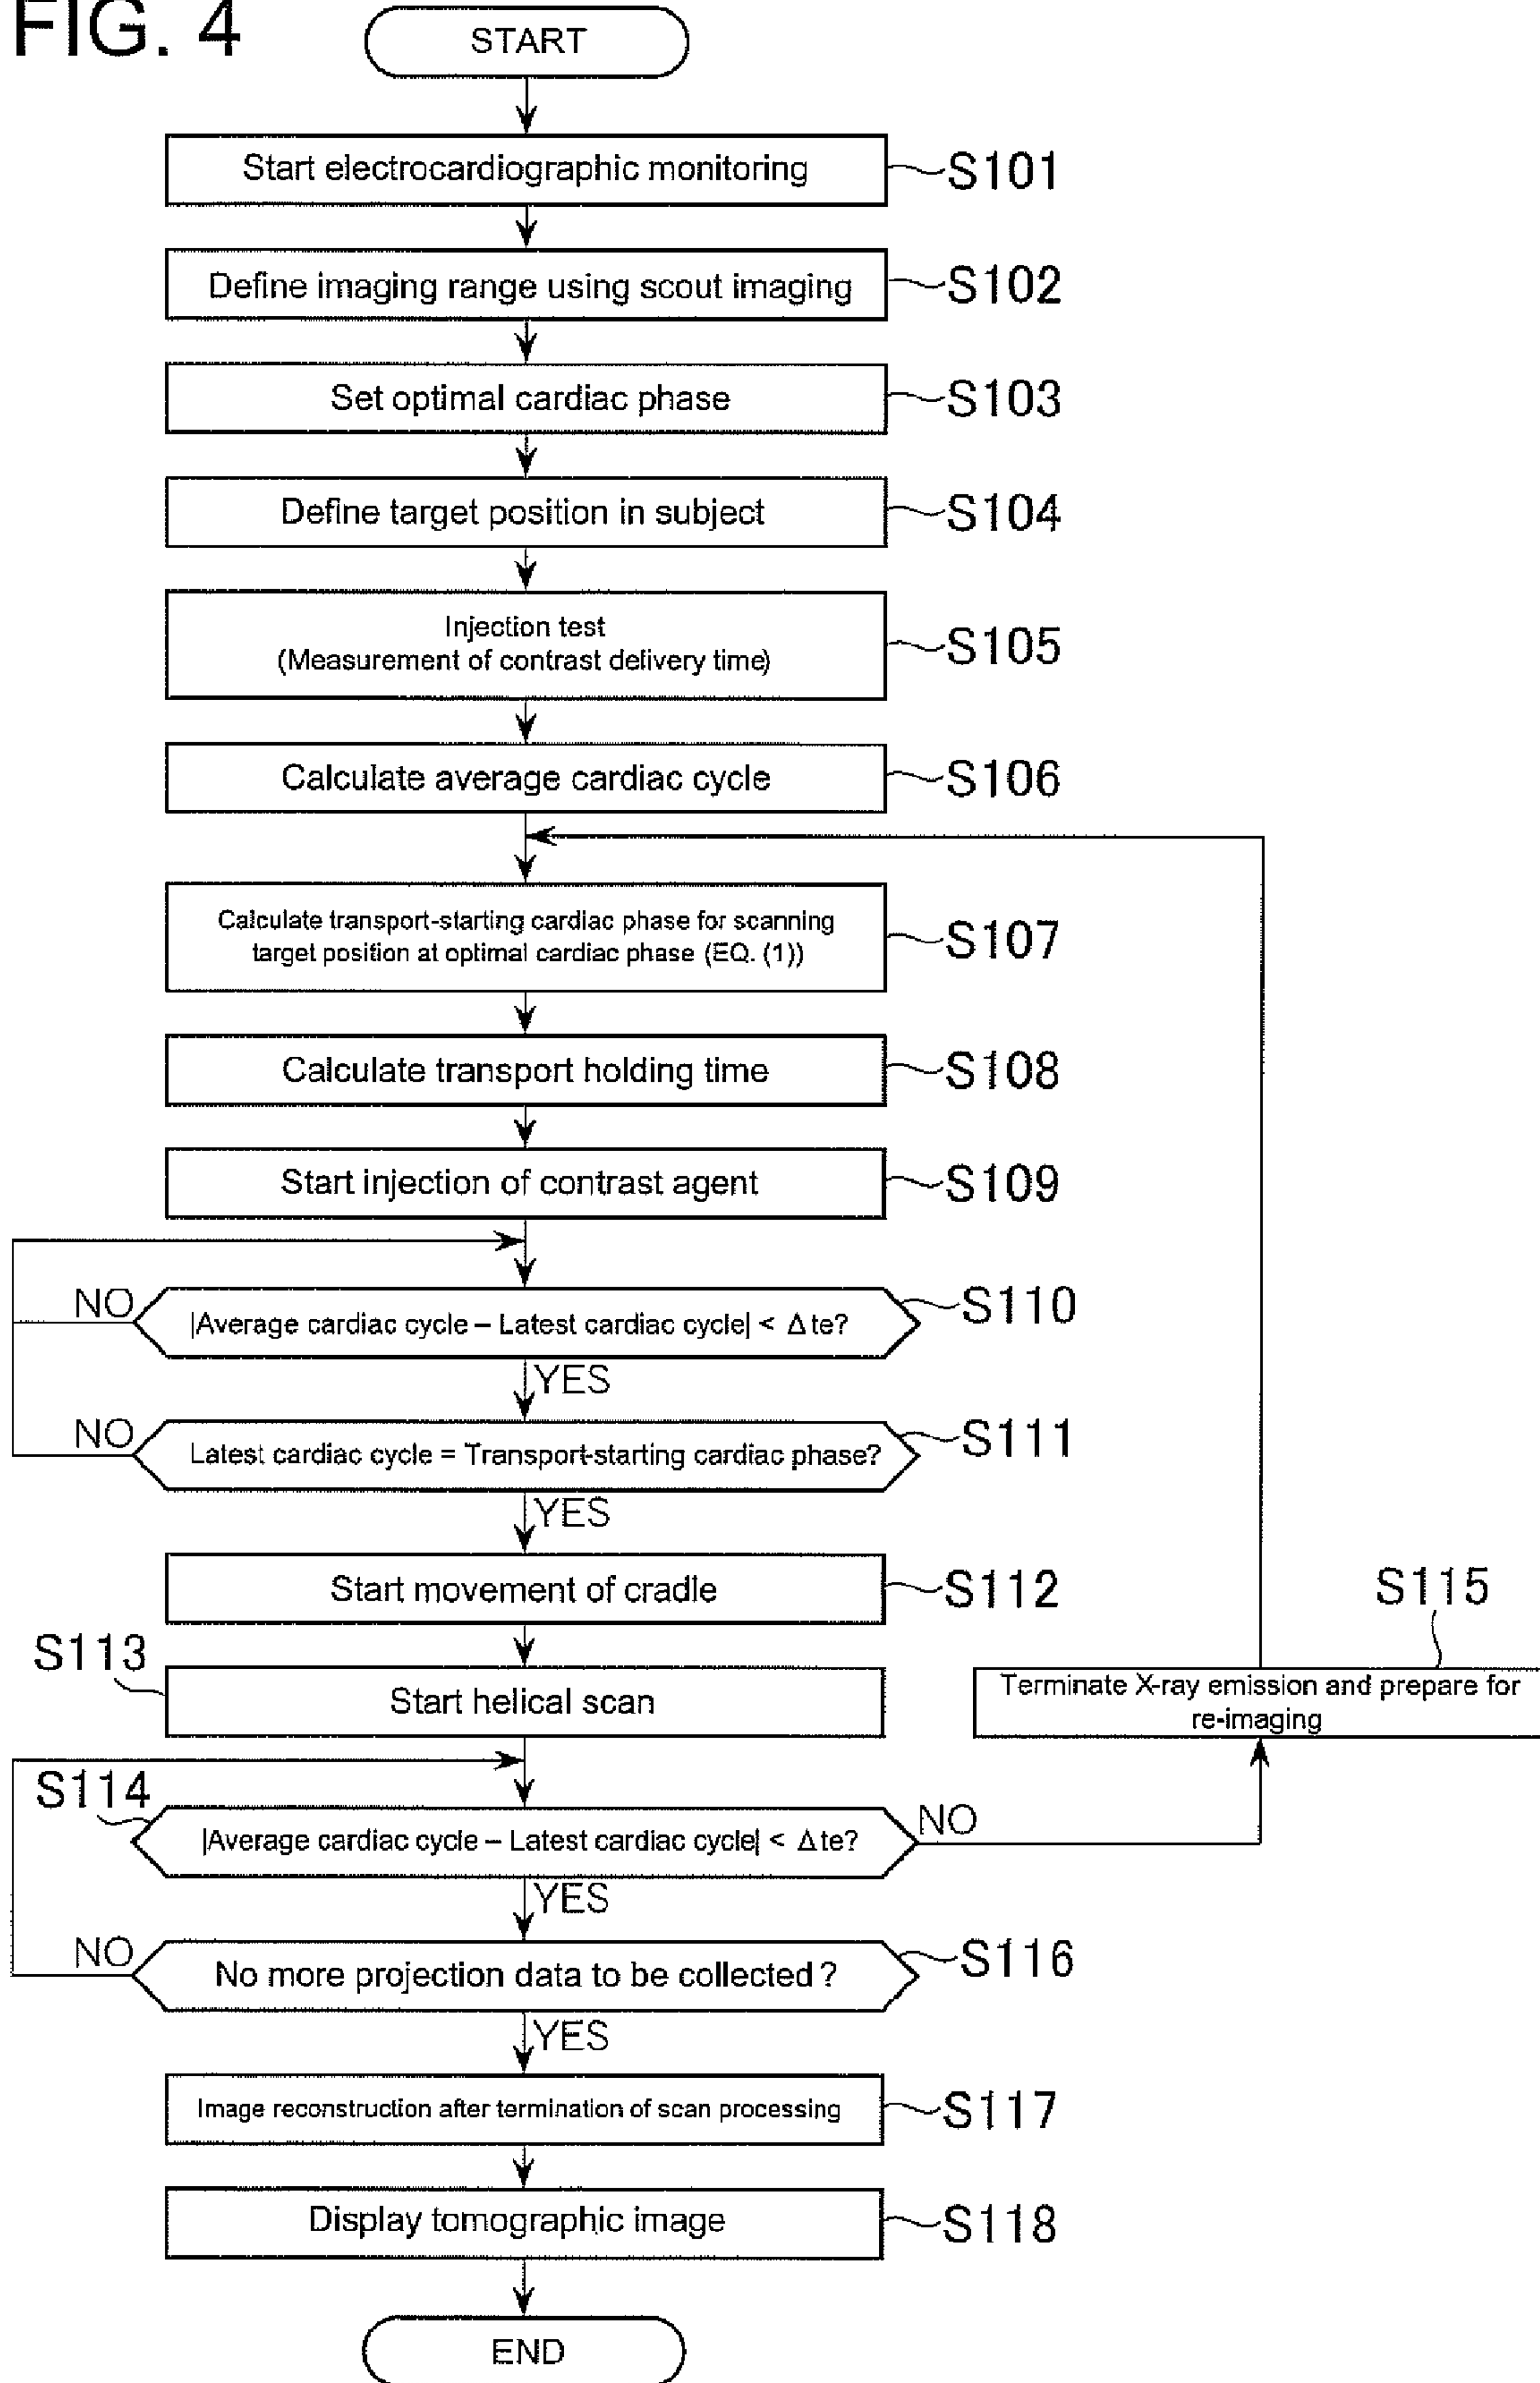 FIG. 4
START
Start electrocardiographic monitoring
S101
Define imaging range using scout imaging
S102
Set optimal cardiac phase
S103
Define target position in subject
S104
Injection test
(Measurement of contrast delivery time)
S105
Calculate average cardiac cycle
S106
Calculate transport-starting cardiac phase for scanning
target position at optimal cardiac phase (EQ. (1))
S107
Calculate transport holding time
S108
Start injection of contrast agent
S109
NO
|Average cardiac cycle – Latest cardiac cycle| < Δte?
S110
YES
NO
Latest cardiac cycle = Transport-starting cardiac phase?
S111
YES
Start movement of cradle
S112
S113
Start helical scan
S115
Terminate X-ray emission and prepare for
re-imaging
S114
|Average cardiac cycle – Latest cardiac cycle| < Δte?
NO
YES
NO
No more projection data to be collected?
S116
YES
Image reconstruction after termination of scan processing
S117
Display tomographic image
S118
END